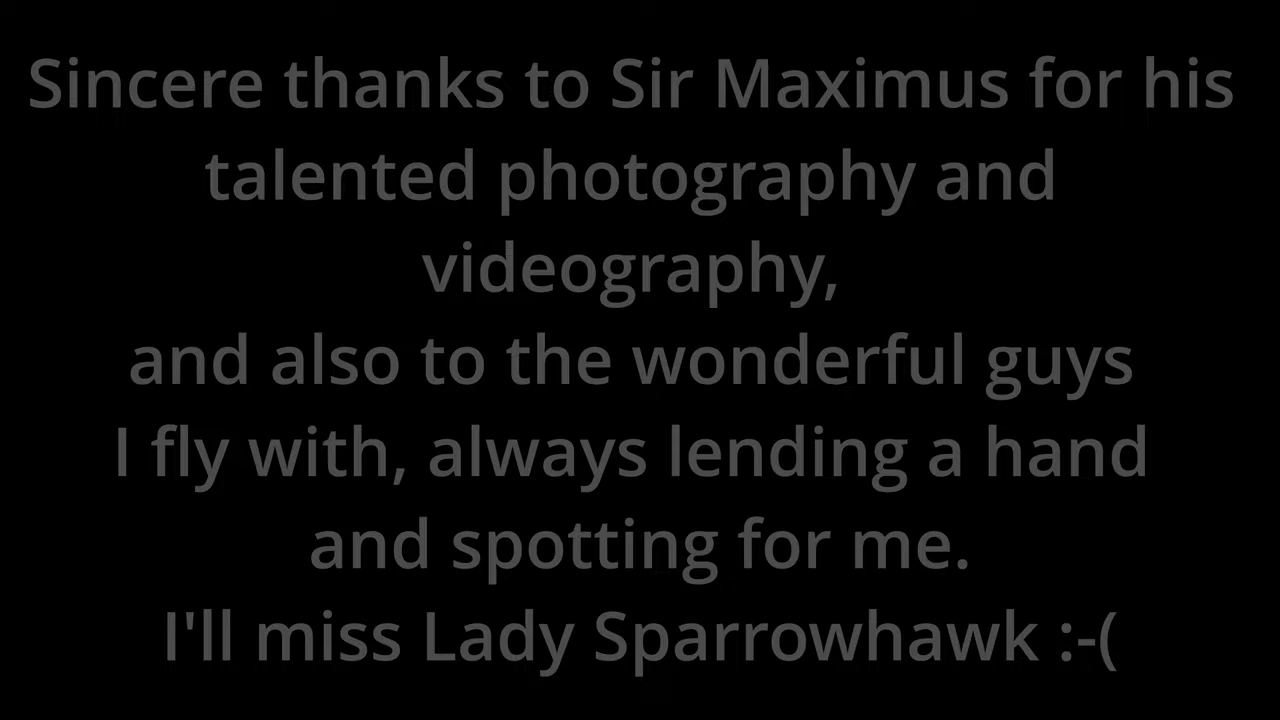 Sincere thanks to Sir Maximus for his
talented photography and
videography,
and also to the wonderful guys
I fly with, always lending a hand
and spotting for me.
I'll miss Lady Sparrowhawk :-(